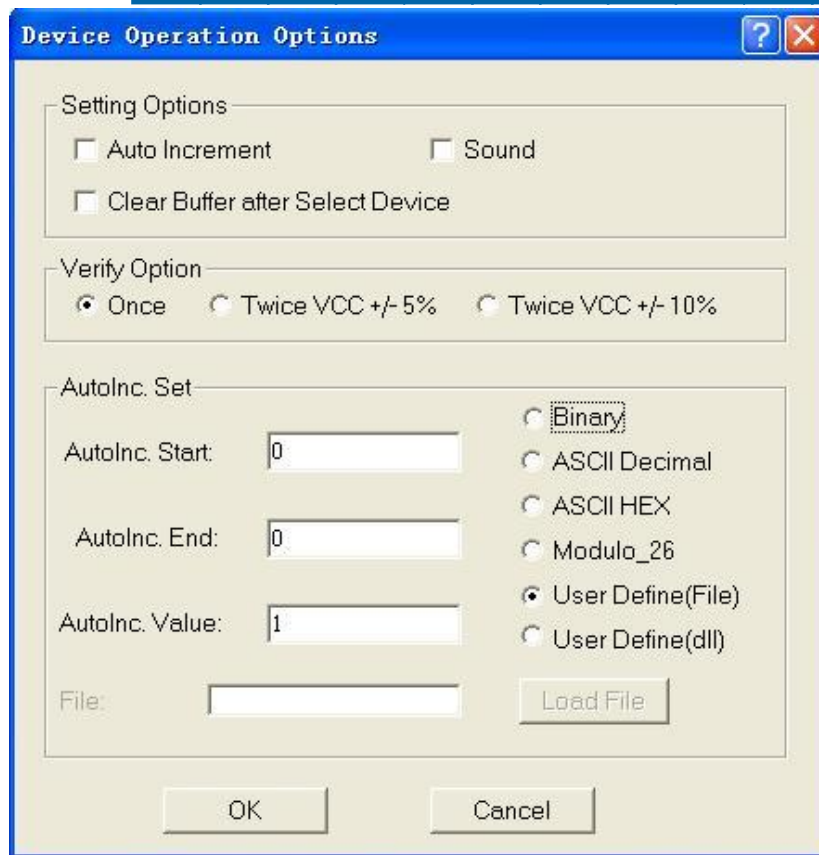 Device Operation Options
Setting Options
Auto Increment Sound
Clear Buffer after Select Device
Verify Option
Once Twice VCC +/- 5% Twice VCC +/- 10%
AutoInc. Set
Binary
AutoInc. Start: 0
ASCII Decimal
ASCII HEX
AutoInc. End: 0
Modulo_26
User Define(File)
AutoInc. Value: 1
User Define(dll)
File: Load File
OK Cancel